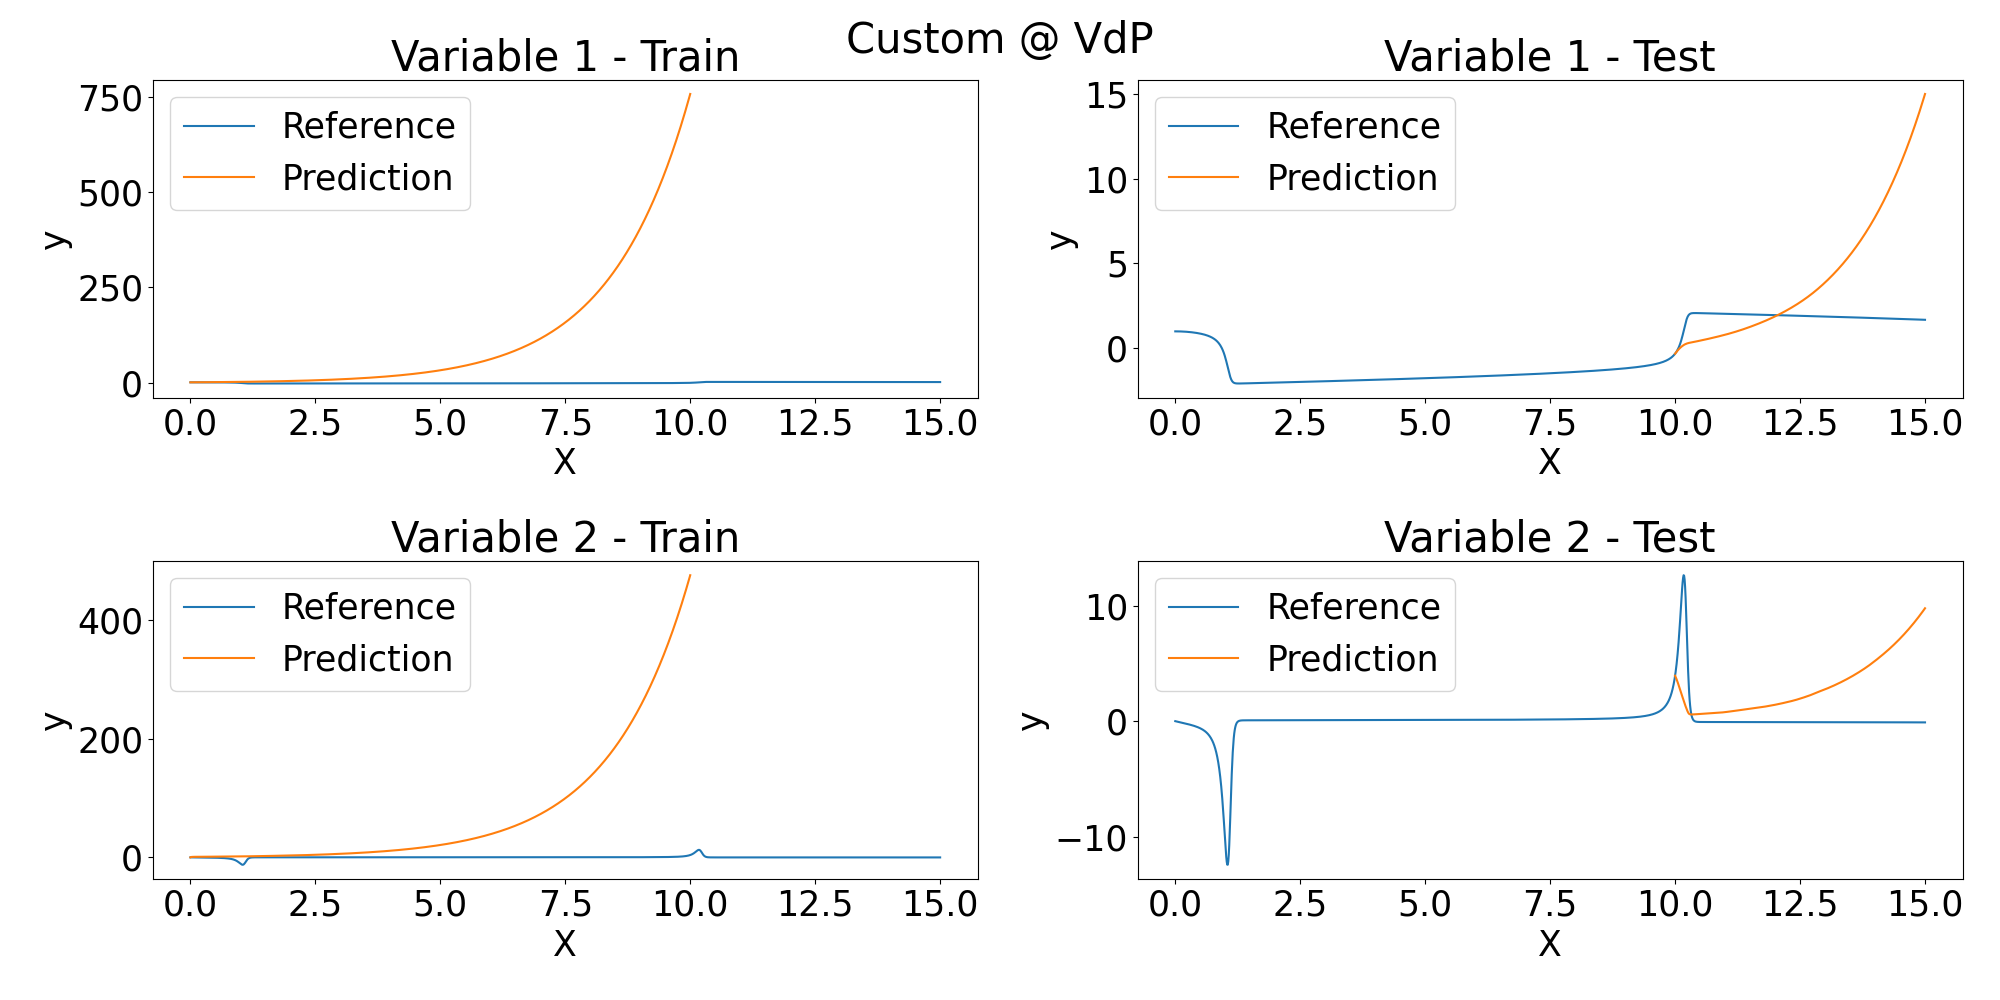 Custom @ VdP
Variable 1 - Train
750
500
250
0
y
Reference
Prediction
0.0 2.5 5.0 7.5 10.0 12.5 15.0
X
Variable 1 - Test
15
10
5
0
y
Reference
Prediction
0.0 2.5 5.0 7.5 10.0 12.5 15.0
X
Variable 2 - Train
400
200
0
y
Reference
Prediction
0.0 2.5 5.0 7.5 10.0 12.5 15.0
X
Variable 2 - Test
10
0
−10
y
Reference
Prediction
0.0 2.5 5.0 7.5 10.0 12.5 15.0
X